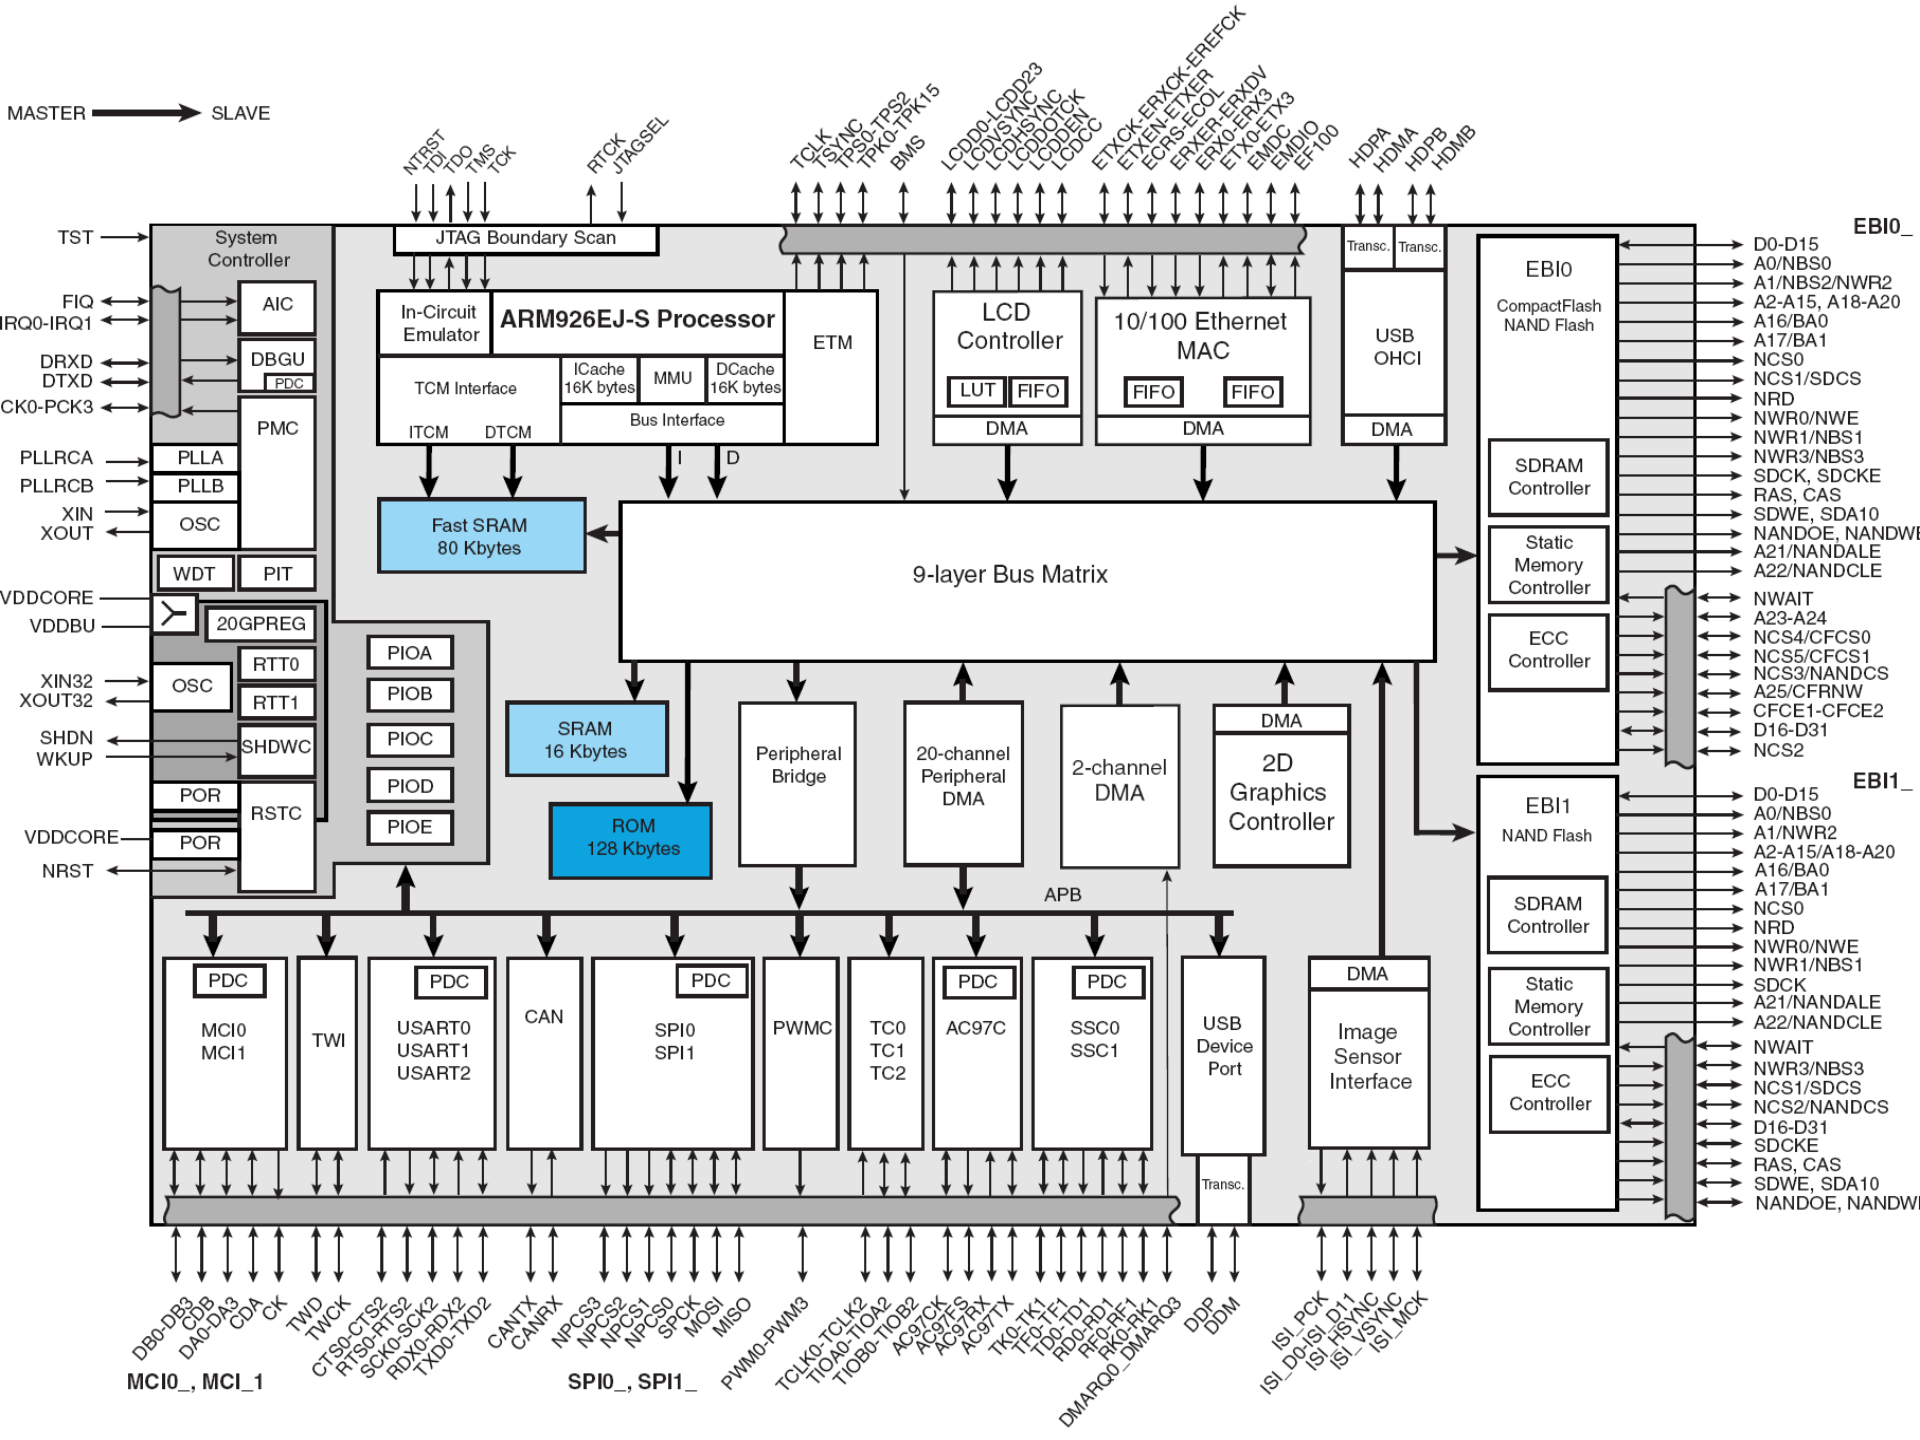 MASTER
SLAVE
NTRST
TDI
TDO
TMS
TCK
RTCK
JTAGSEL
TCLK
TSYNC
TPS0-TPS2
TPK0-TPK15
BMS
LCDD0-LCDD23
LCDVSYNC
LCDHSYNC
LCDDOTCK
LCDDEN
LCDCC
ETXCK-ERXCK-EREFCK
ETXEN-ETXER
ECRS-ECOL
ERXER-ERXDV
ERX0-ERX3
ETX0-ETX3
EMDC
EMDIO
EF100
HDPA
HDMA
HDPB
HDMB
TST
FIQ
IRQ0-IRQ1
DRXD
DTXD
CK0-PCK3
PLLRCA
PLLRCB
XIN
XOUT
VDDCORE
VDDBU
XIN32
XOUT32
SHDN
WKUP
VDDCORE
NRST
System
Controller
AIC
DBGU
PDC
PMC
PLLA
PLLB
OSC
WDT
PIT
20GPREG
RTT0
OSC
RTT1
SHDWC
POR
RSTC
POR
PIOA
PIOB
PIOC
PIOD
PIOE
JTAG Boundary Scan
In-Circuit
Emulator
ARM926EJ-S Processor
ETM
TCM Interface
ICache
16K bytes
MMU
DCache
16K bytes
Bus Interface
ITCM
DTCM
I
D
LCD
Controller
LUT
FIFO
DMA
10/100 Ethernet
MAC
FIFO
FIFO
DMA
Transc.
Transc.
USB
OHCI
DMA
Fast SRAM
80 Kbytes
9-layer Bus Matrix
SRAM
16 Kbytes
ROM
128 Kbytes
Peripheral
Bridge
20-channel
Peripheral
DMA
2-channel
DMA
DMA
2D
Graphics
Controller
APB
EBI0
CompactFlash
NAND Flash
SDRAM
Controller
Static
Memory
Controller
ECC
Controller
EBI1
NAND Flash
SDRAM
Controller
Static
Memory
Controller
ECC
Controller
EBI0_
D0-D15
A0/NBS0
A1/NBS2/NWR2
A2-A15, A18-A20
A16/BA0
A17/BA1
NCS0
NCS1/SDCS
NRD
NWR0/NWE
NWR1/NBS1
NWR3/NBS3
SDCK, SDCKE
RAS, CAS
SDWE, SDA10
NANDOE, NANDWE
A21/NANDALE
A22/NANDCLE
NWAIT
A23-A24
NCS4/CFCS0
NCS5/CFCS1
NCS3/NANDCS
A25/CFRNW
CFCE1-CFCE2
D16-D31
NCS2
EBI1_
D0-D15
A0/NBS0
A1/NWR2
A2-A15/A18-A20
A16/BA0
A17/BA1
NCS0
NRD
NWR0/NWE
NWR1/NBS1
SDCK
A21/NANDALE
A22/NANDCLE
NWAIT
NWR3/NBS3
NCS1/SDCS
NCS2/NANDCS
D16-D31
SDCKE
RAS, CAS
SDWE, SDA10
NANDOE, NANDW
PDC
MCI0
MCI1
TWI
PDC
USART0
USART1
USART2
CAN
PDC
SPI0
SPI1
PWMC
TC0
TC1
TC2
PDC
AC97C
PDC
SSC0
SSC1
USB
Device
Port
Transc.
DMA
Image
Sensor
Interface
DB0-DB3
CDB
DA0-DA3
CDA
CK
TWD
TWCK
CTS0-CTS2
RTS0-RTS2
SCK0-SCK2
RDX0-RDX2
TXD0-TXD2
CANTX
CANRX
NPCS3
NPCS2
NPCS1
NPCS0
SPCK
MOSI
MISO
PWM0-PWM3
TCLK0-TCLK2
TIOA0-TIOA2
TIOB0-TIOB2
AC97CK
AC97FS
AC97RX
AC97TX
TK0-TK1
TF0-TF1
TD0-TD1
RD0-RD1
RF0-RF1
RK0-RK1
DMARQ0_DMARQ3
DDP
DDM
ISI_PCK
ISI_D0-ISI_D11
ISI_HSYNC
ISI_VSYNC
ISI_MCK
MCI0_, MCI_1
SPI0_, SPI1_